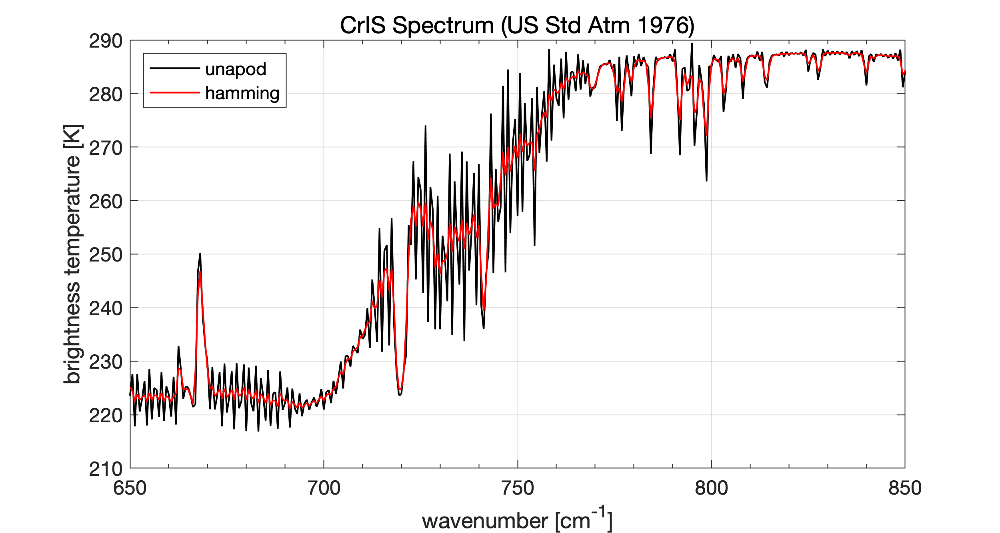 CrIS Spectrum (US Std Atm 1976)
unapod
hamming
brightness temperature [K]
290
280
270
260
250
240
230
220
210
650 700 750 800 850
wavenumber [cm⁻¹]